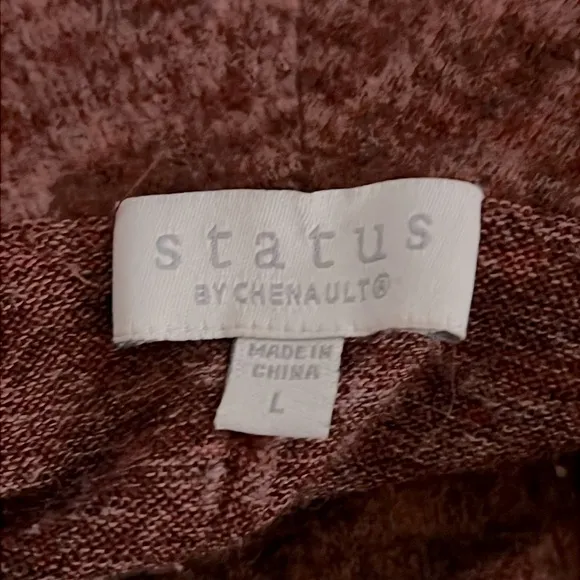 status
BY CHENAULT®
MADE IN
CHINA
L